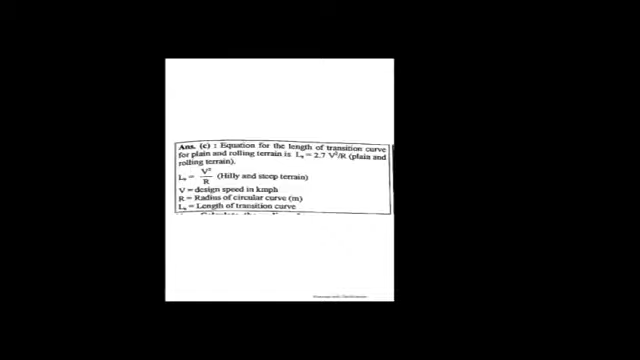 Ans. (c) : Equation for the length of transition curve
for plain and rolling terrain is Ls = 2.7 V²/R (plain and
rolling terrain).
Ls = V²/R (Hilly and steep terrain)
V = design speed in kmph
R = Radius of circular curve (m)
Ls = Length of transition curve